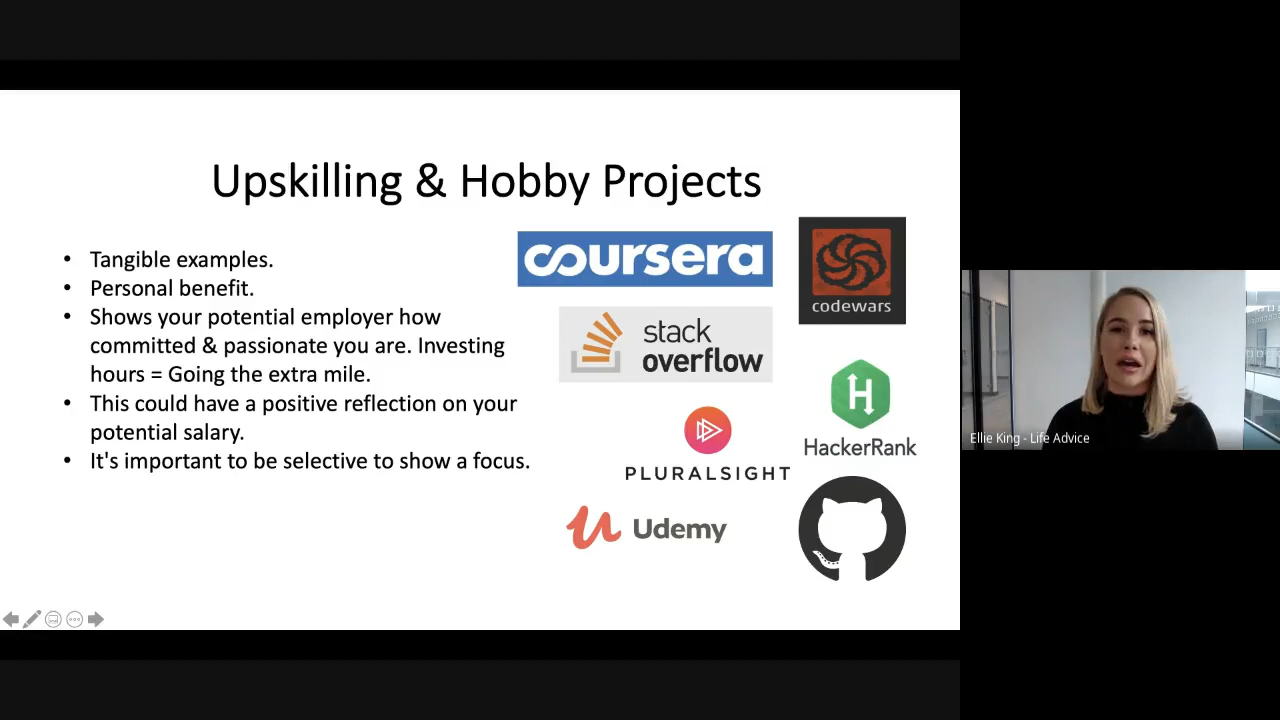 Upskilling & Hobby Projects
• Tangible examples.
• Personal benefit.
• Shows your potential employer how
committed & passionate you are. Investing
hours = Going the extra mile.
• This could have a positive reflection on your
potential salary.
• It's important to be selective to show a focus.
coursera
codewars
stack
overflow
HackerRank
PLURALSIGHT
Udemy
Ellie King - Life Advice